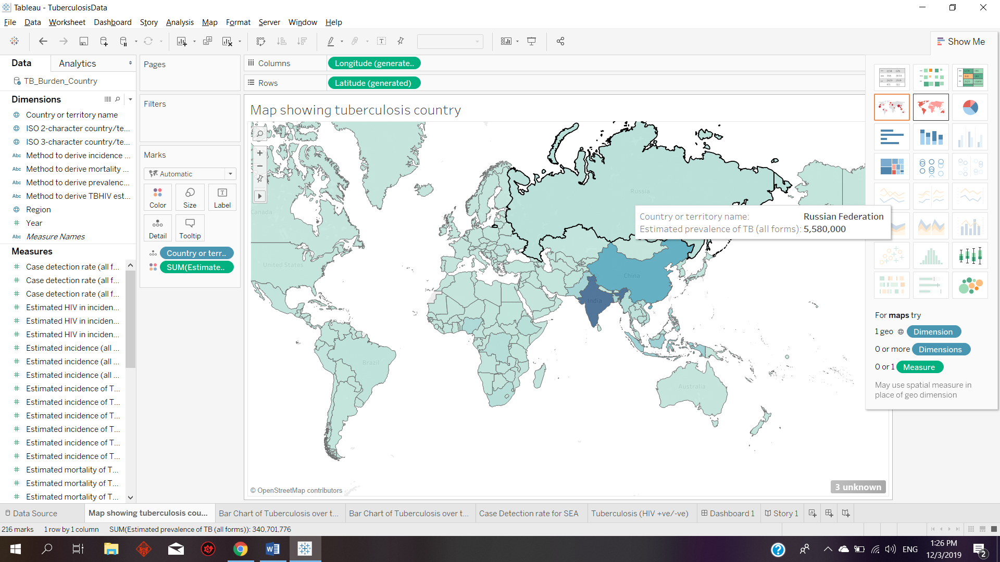 Tableau - TuberculosisData
File Data Worksheet Dashboard Story Analysis Map Format Server Window Help
Show Me
Data Analytics
TB_Burden_Country
Dimensions
Country or territory name
ISO 2-character country/te...
ISO 3-character country/te...
Abc Method to derive incidence ...
Abc Method to derive mortality ...
Abc Method to derive prevalenc...
Abc Method to derive TBHIV est...
Region
Year
Abc Measure Names
Measures
Case detection rate (all f...
Case detection rate (all f...
Case detection rate (all f...
Estimated HIV in inciden...
Estimated HIV in inciden...
Estimated HIV in inciden...
Estimated incidence (all ...
Estimated incidence (all ...
Estimated incidence (all ...
Estimated incidence of T...
Estimated incidence of T...
Estimated incidence of T...
Estimated incidence of T...
Estimated incidence of T...
Estimated incidence of T...
Estimated mortality of T...
Estimated mortality of T...
Estimated mortality of T...
Pages
Filters
Marks
Automatic
Color Size Label
Detail Tooltip
Country or terr..
SUM(Estimate..
Columns Longitude (generate..
Rows Latitude (generated)
Map showing tuberculosis country
Canada
Russia
United States
China
India
Brazil
Australia
Country or territory name: Russian Federation
Estimated prevalence of TB (all forms): 5,580,000
© OpenStreetMap contributors
3 unknown
For maps try
1 geo Dimension
0 or more Dimensions
0 or 1 Measure
May use spatial measure in
place of geo dimension
Data Source Map showing tuberculosis cou... Bar Chart of Tuberculosis over t... Bar Chart of Tuberculosis over t... Case Detection rate for SEA Tuberculosis (HIV +ve/-ve) Dashboard 1 Story 1
216 marks 1 row by 1 column SUM(Estimated prevalence of TB (all forms)): 340,701,776
ENG
1:26 PM
12/3/2019
2